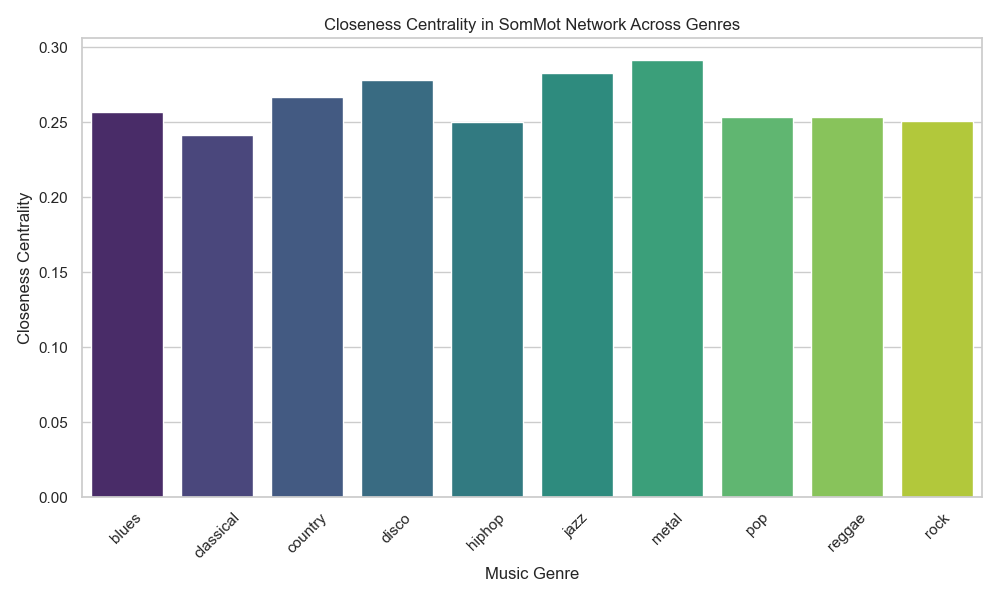 Closeness Centrality in SomMot Network Across Genres
Closeness Centrality
0.30
0.25
0.20
0.15
0.10
0.05
0.00
blues
classical
country
disco
hiphop
jazz
metal
pop
reggae
rock
Music Genre